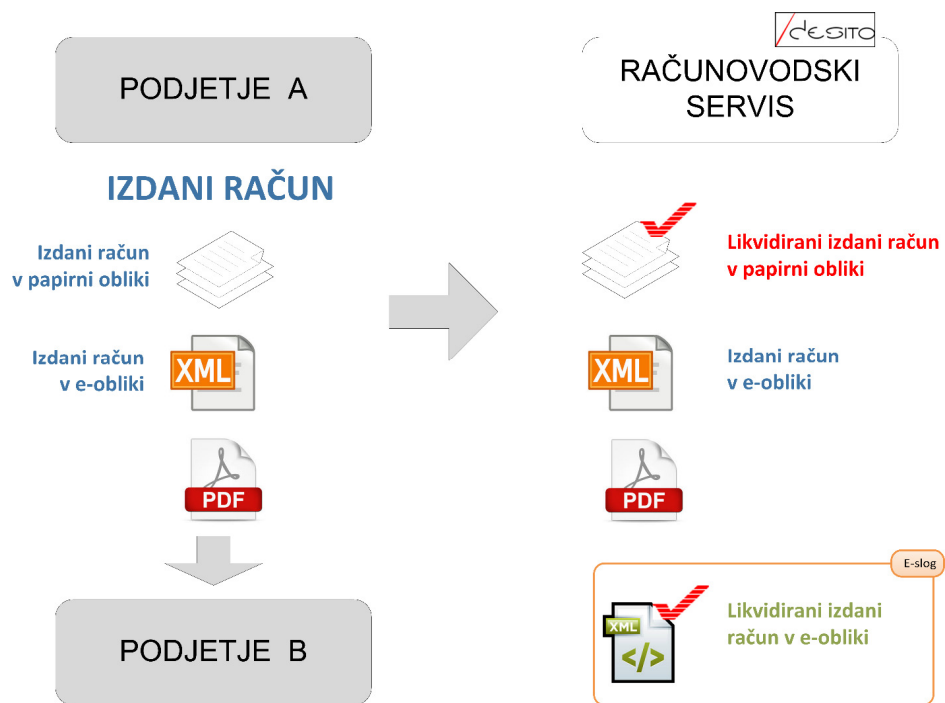 PODJETJE A
IZDANI RAČUN
Izdani račun
v papirni obliki
Izdani račun
v e-obliki
XML
PDF
PODJETJE B
desito
RAČUNOVODSKI
SERVIS
Likvidirani izdani račun
v papirni obliki
XML
Izdani račun
v e-obliki
PDF
E-slog
XML
</>
Likvidirani izdani
račun v e-obliki